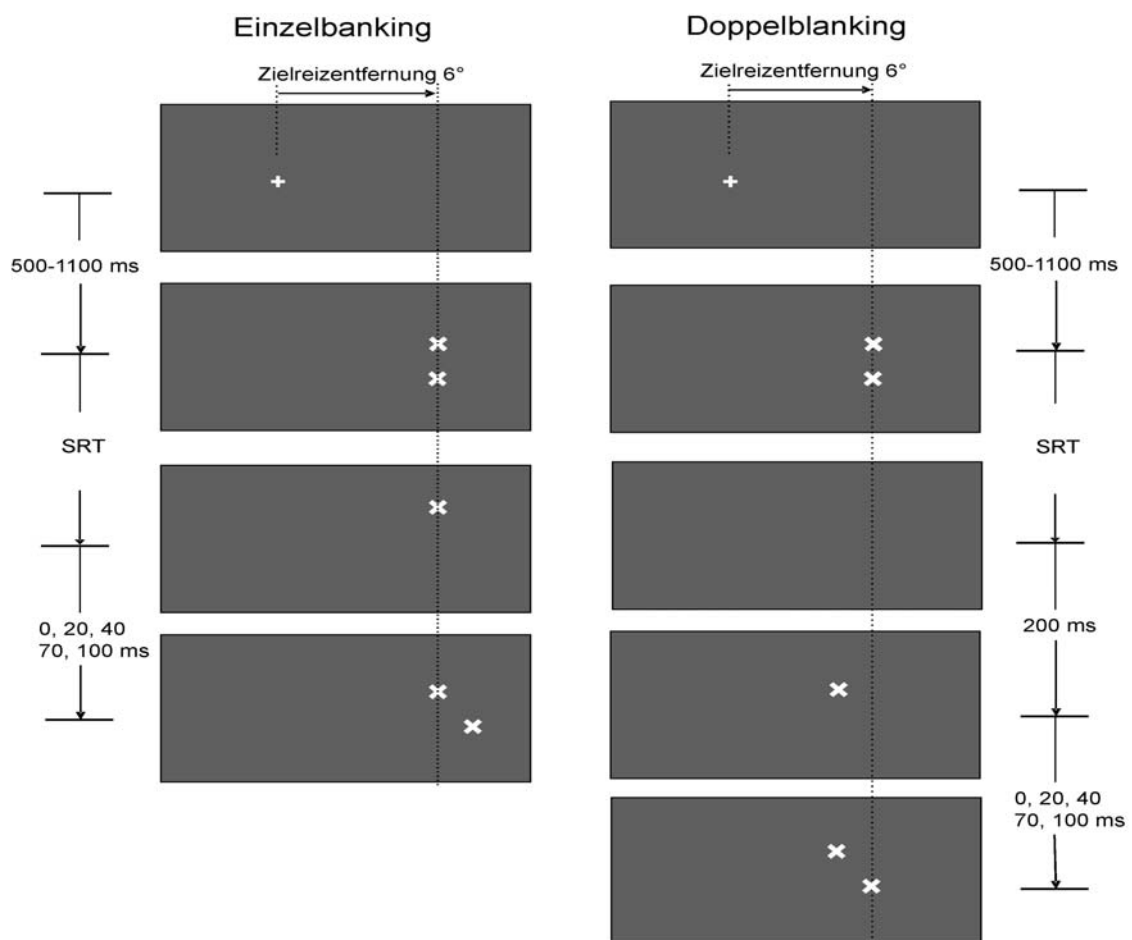 Einzelbanking
Zielreizentfernung 6°
500-1100 ms
SRT
0, 20, 40
70, 100 ms
Doppelblanking
Zielreizentfernung 6°
500-1100 ms
SRT
200 ms
0, 20, 40
70, 100 ms